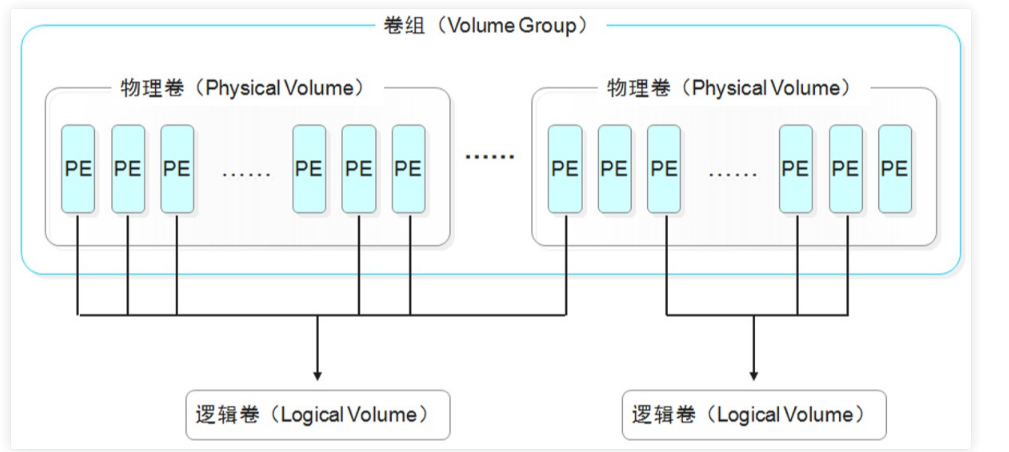 卷组（Volume Group）
物理卷（Physical Volume）
物理卷（Physical Volume）
PE PE PE …… PE PE PE …… PE PE PE …… PE PE PE
逻辑卷（Logical Volume）
逻辑卷（Logical Volume）